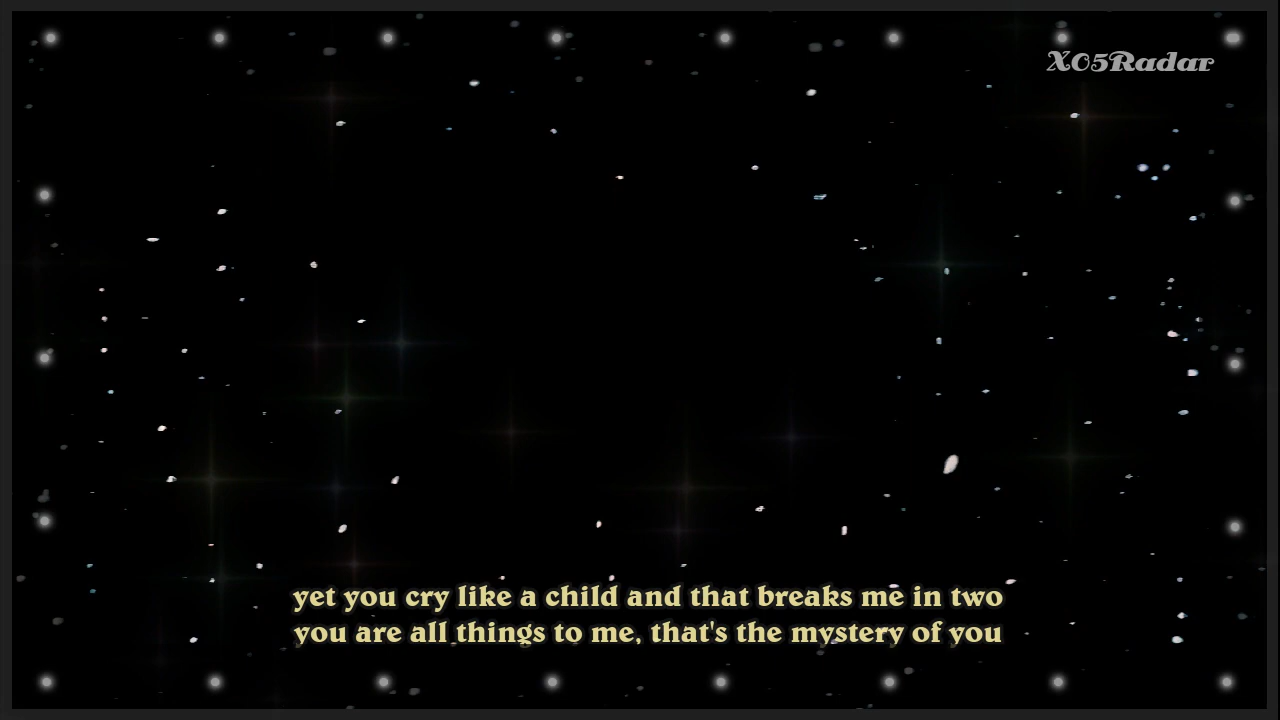 XO5Radar
yet you cry like a child and that breaks me in two
you are all things to me, that's the mystery of you